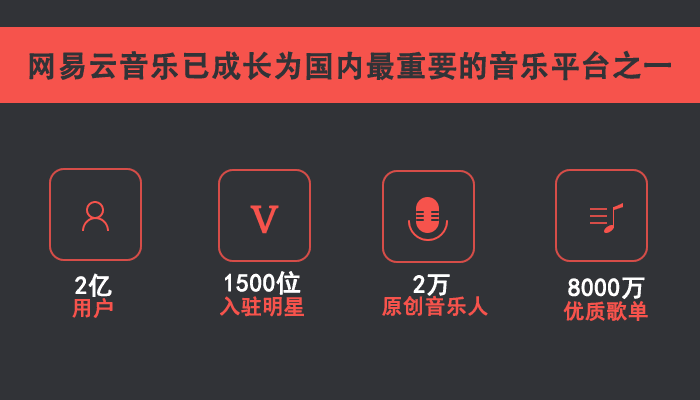 网易云音乐已成长为国内最重要的音乐平台之一
V
2亿
用户
1500位
入驻明星
2万
原创音乐人
8000万
优质歌单